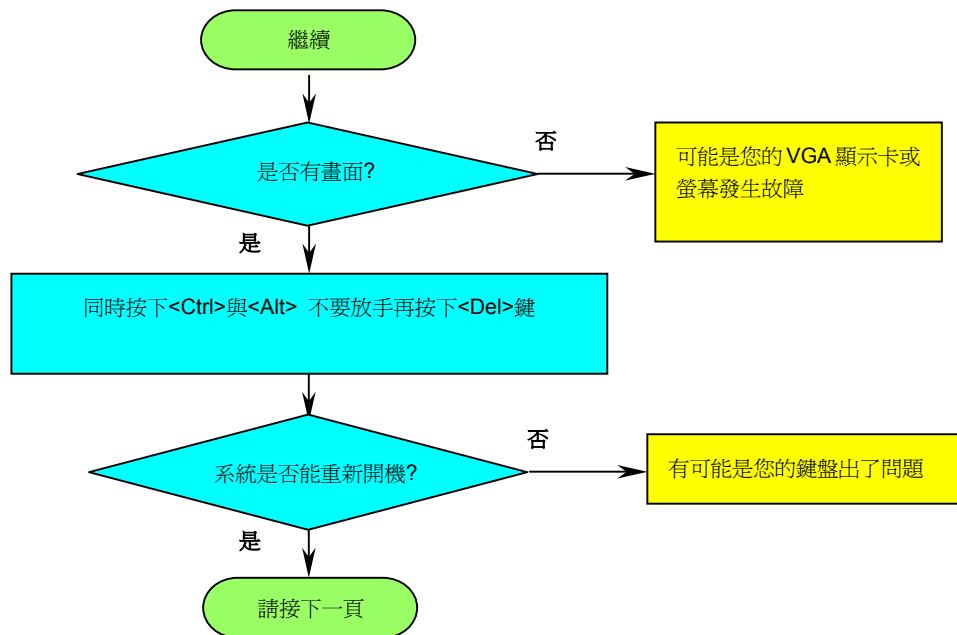 繼續
是否有畫面?
否
可能是您的 VGA 顯示卡或
螢幕發生故障
是
同時按下<Ctrl>與<Alt> 不要放手再按下<Del>鍵
系統是否能重新開機?
否
有可能是您的鍵盤出了問題
是
請接下一頁